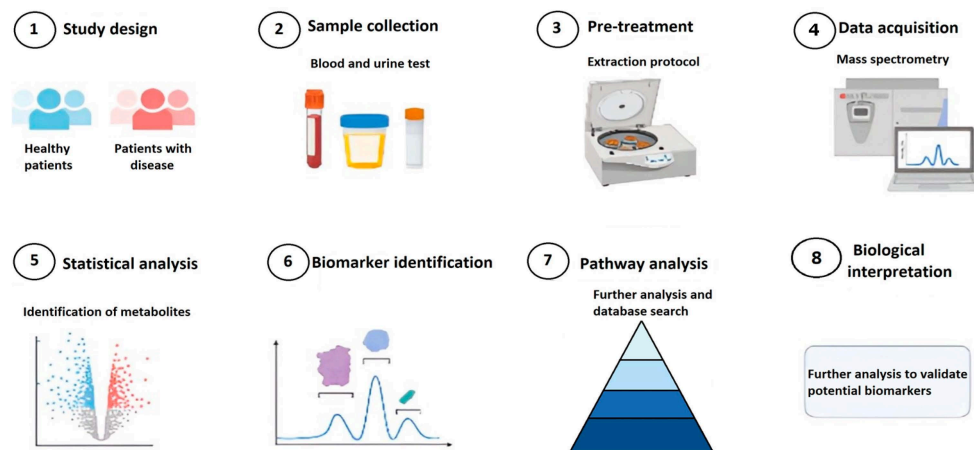 1 Study design
Healthy
patients
Patients with
disease
2 Sample collection
Blood and urine test
3 Pre-treatment
Extraction protocol
4 Data acquisition
Mass spectrometry
5 Statistical analysis
Identification of metabolites
6 Biomarker identification
7 Pathway analysis
Further analysis and
database search
8 Biological
interpretation
Further analysis to validate
potential biomarkers